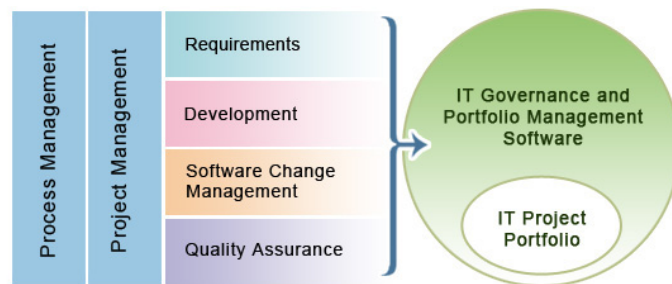 Process Management
Project Management
Requirements
Development
Software Change
Management
Quality Assurance
IT Governance and
Portfolio Management
Software
IT Project
Portfolio